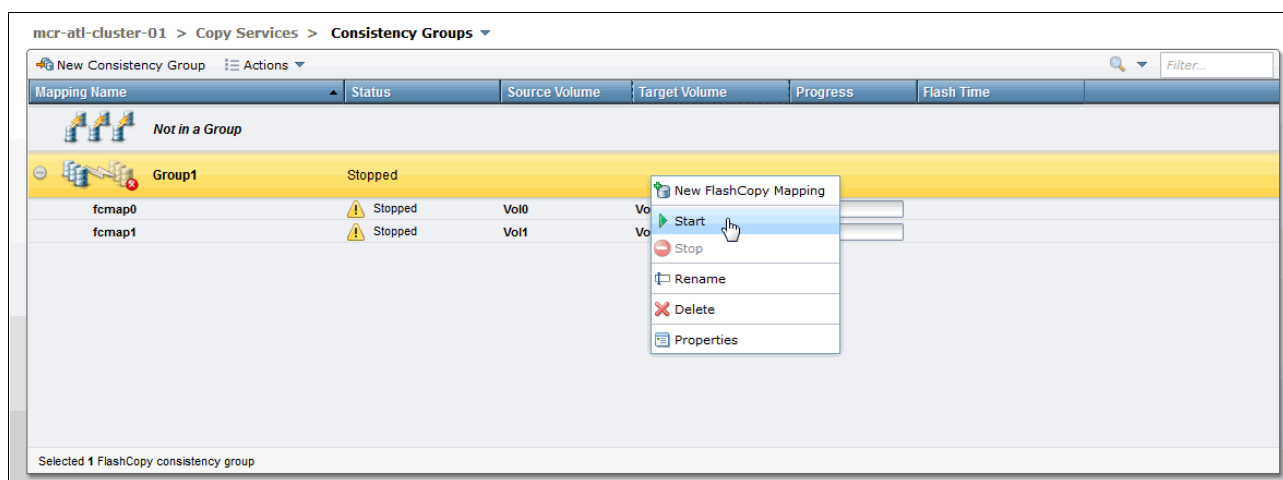 mcr-atl-cluster-01 > Copy Services > Consistency Groups
New Consistency Group Actions Filter...
Mapping Name Status Source Volume Target Volume Progress Flash Time
Not in a Group
Group1 Stopped
New FlashCopy Mapping
fcmap0 Stopped Vol0 Vo
Start
fcmap1 Stopped Vol1 Vo
Stop
Rename
Delete
Properties
Selected 1 FlashCopy consistency group